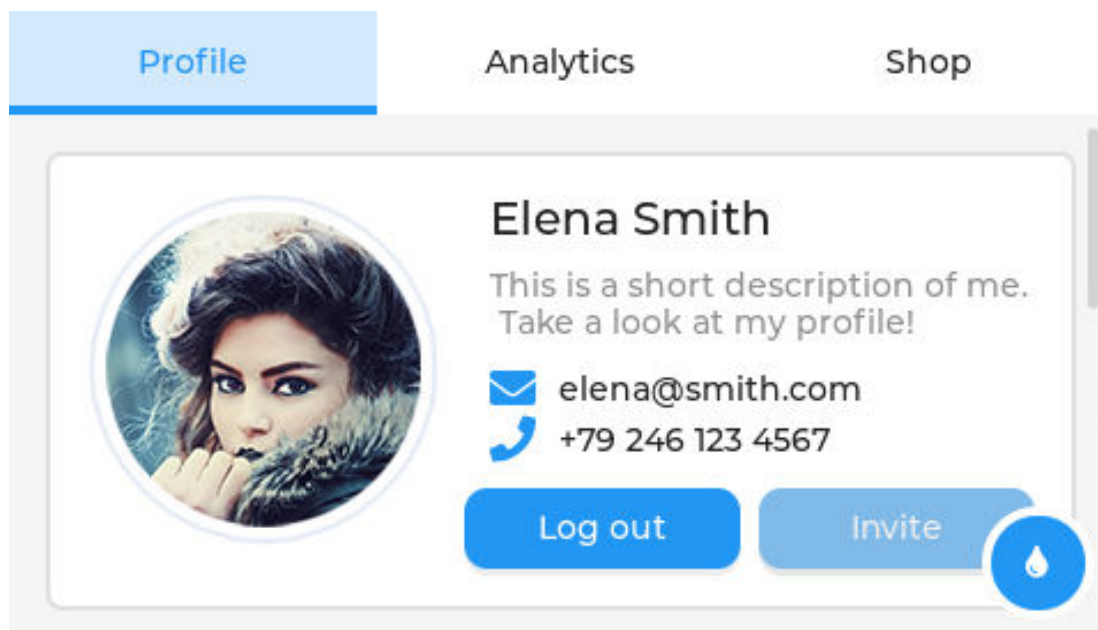 Profile
Analytics
Shop
Elena Smith
This is a short description of me.
Take a look at my profile!
elena@smith.com
+79 246 123 4567
Log out
Invite